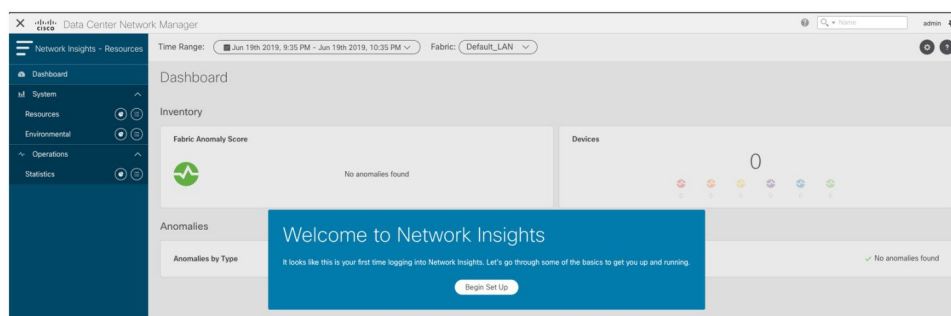 cisco Data Center Network Manager
Name
admin
Network Insights - Resources
Time Range: Jun 19th 2019, 9:35 PM - Jun 19th 2019, 10:35 PM
Fabric: Default_LAN
Dashboard
System
Resources
Environmental
Operations
Statistics
Dashboard
Inventory
Fabric Anomaly Score
No anomalies found
Devices
0
Anomalies
Anomalies by Type
No anomalies found
Welcome to Network Insights
It looks like this is your first time logging into Network Insights. Let's go through some of the basics to get you up and running.
Begin Set Up